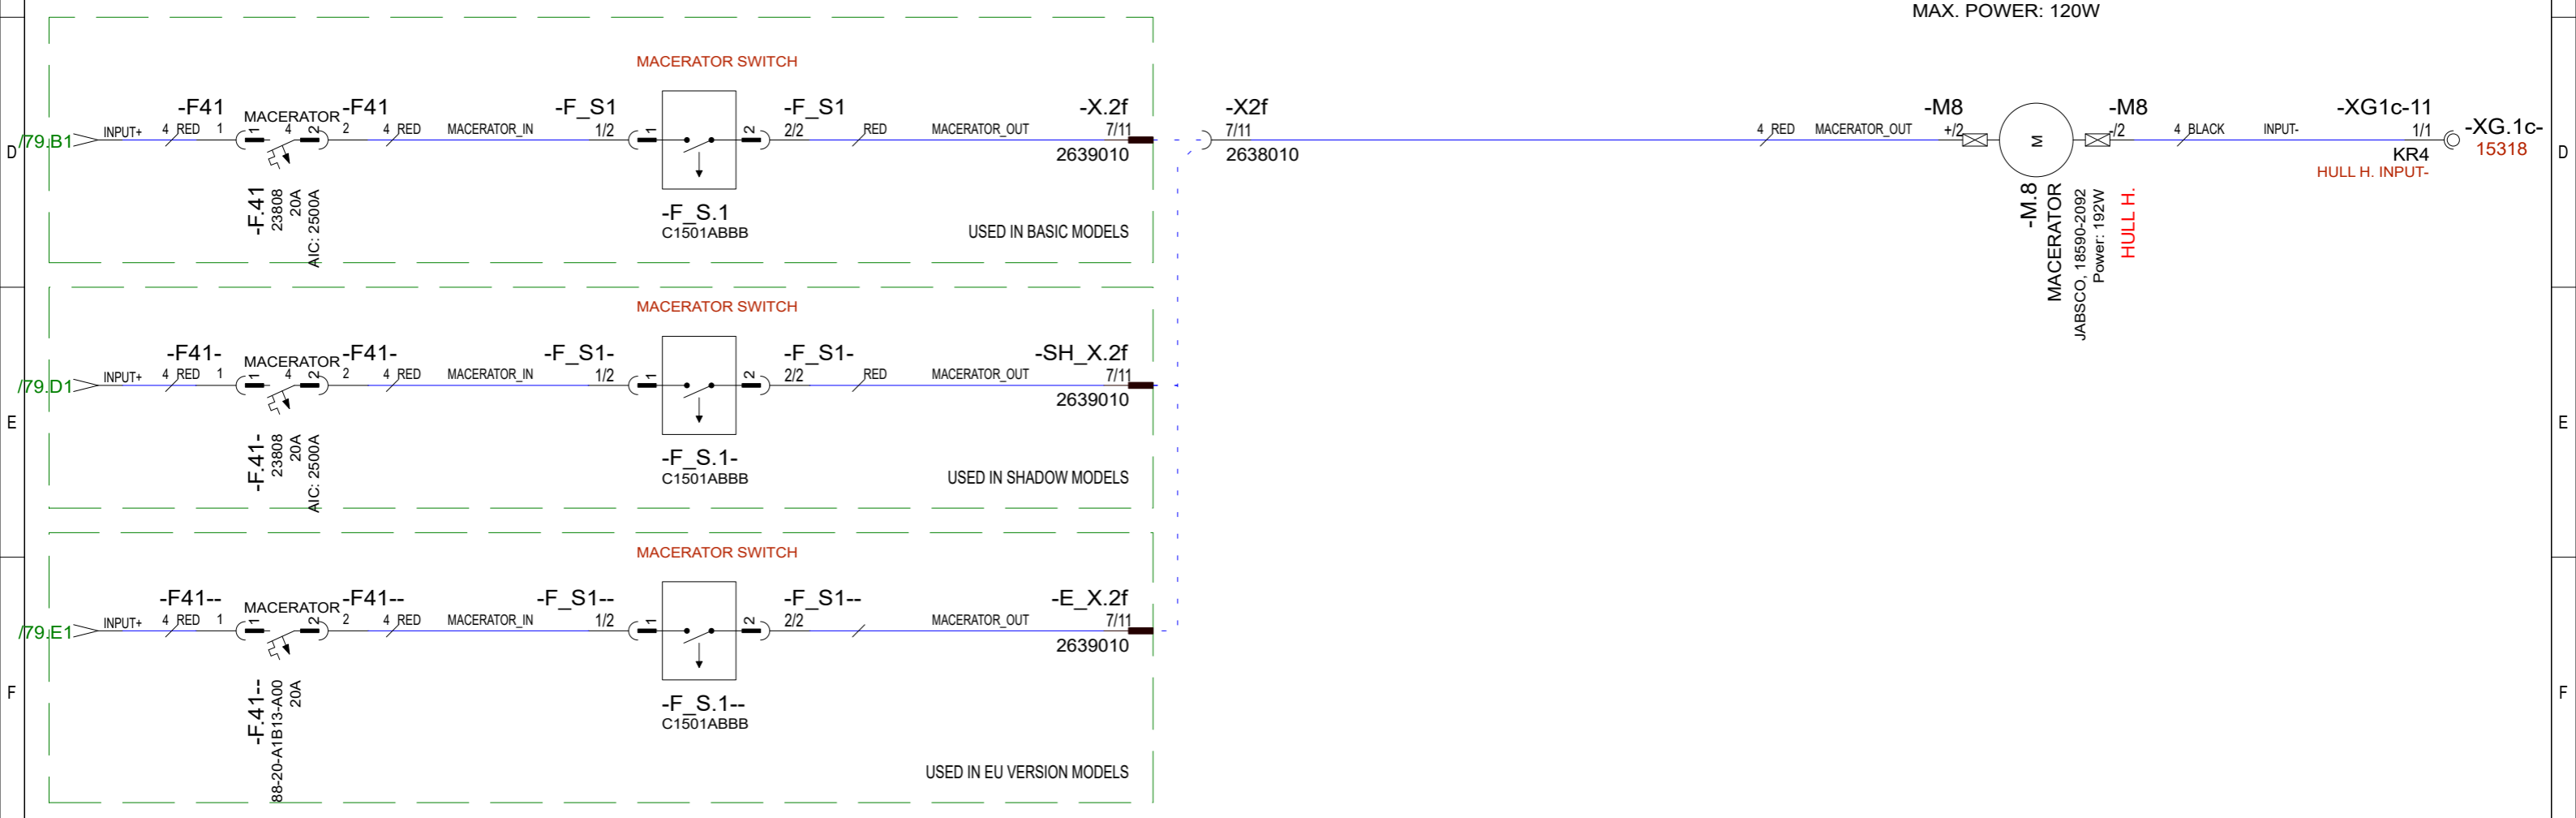 MAX. POWER: 120W
MACERATOR SWITCH
-F41 MACERATOR -F41 -F_S1 -F_S1 -X.2f -X2f -M8 -M8 -XG1c-11
/79.B1 INPUT+ 4 RED 1 1 4 2 2 4 RED MACERATOR_IN 1/2 1 2 2/2 RED MACERATOR_OUT 7/11 7/11 4 RED MACERATOR_OUT +/2 M -/2 4 BLACK INPUT- 1/1 -XG.1c-
D 2639010 2638010 KR4 15318 D
HULL H. INPUT-
-F.41
23808
20A
AIC: 2500A
-F_S.1
C1501ABBB
USED IN BASIC MODELS
-M.8
MACERATOR
JABSCO, 18590-2092
Power: 192W
HULL H.
MACERATOR SWITCH
-F41- MACERATOR -F41- -F_S1- -F_S1- -SH_X.2f
/79.D1 INPUT+ 4 RED 1 1 4 2 2 4 RED MACERATOR_IN 1/2 1 2 2/2 RED MACERATOR_OUT 7/11
2639010
E E
-F.41-
23808
20A
AIC: 2500A
-F_S.1-
C1501ABBB
USED IN SHADOW MODELS
MACERATOR SWITCH
-F41-- MACERATOR -F41-- -F_S1-- -F_S1-- -E_X.2f
/79.E1 INPUT+ 4 RED 1 1 2 2 4 RED MACERATOR_IN 1/2 1 2 2/2 MACERATOR_OUT 7/11
2639010
F F
-F.41--
88-20-A1B13-A00
20A
-F_S.1--
C1501ABBB
USED IN EU VERSION MODELS